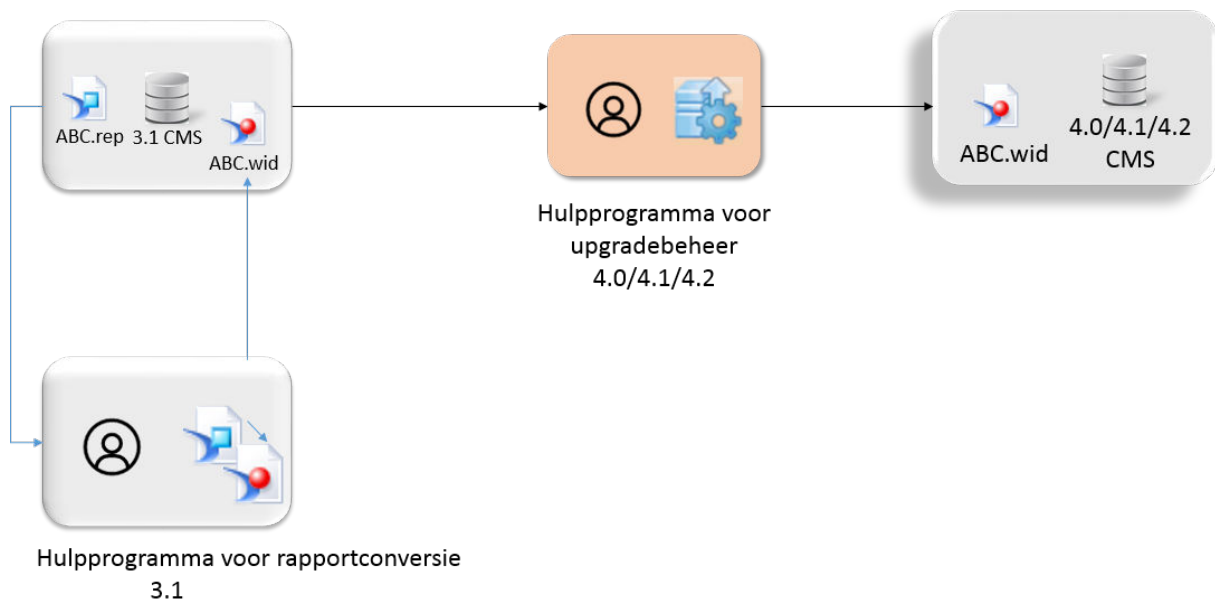 ABC.rep
3.1 CMS
ABC.wid
Hulpprogramma voor
upgradebeheer
4.0/4.1/4.2
ABC.wid
4.0/4.1/4.2
CMS
Hulpprogramma voor rapportconversie
3.1